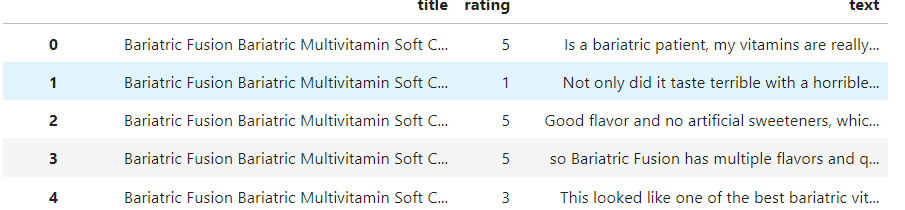 title rating text
0 Bariatric Fusion Bariatric Multivitamin Soft C... 5 Is a bariatric patient, my vitamins are really...
1 Bariatric Fusion Bariatric Multivitamin Soft C... 1 Not only did it taste terrible with a horrible...
2 Bariatric Fusion Bariatric Multivitamin Soft C... 5 Good flavor and no artificial sweeteners, whic...
3 Bariatric Fusion Bariatric Multivitamin Soft C... 5 so Bariatric Fusion has multiple flavors and q...
4 Bariatric Fusion Bariatric Multivitamin Soft C... 3 This looked like one of the best bariatric vit...